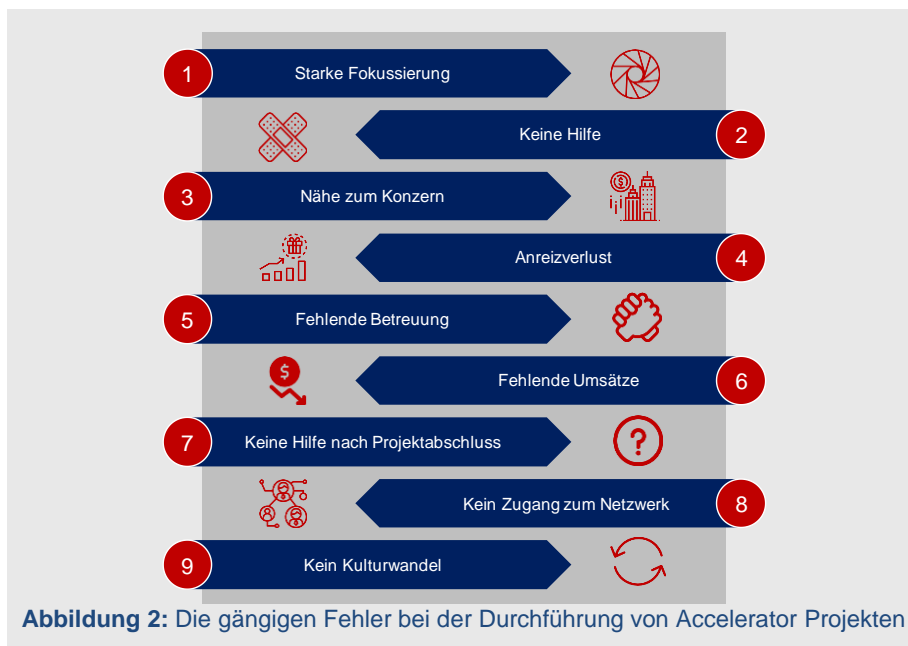 1 Starke Fokussierung
Keine Hilfe 2
3 Nähe zum Konzern
Anreizverlust 4
5 Fehlende Betreuung
Fehlende Umsätze 6
7 Keine Hilfe nach Projektabschluss
Kein Zugang zum Netzwerk 8
9 Kein Kulturwandel
Abbildung 2: Die gängigen Fehler bei der Durchführung von Accelerator Projekten